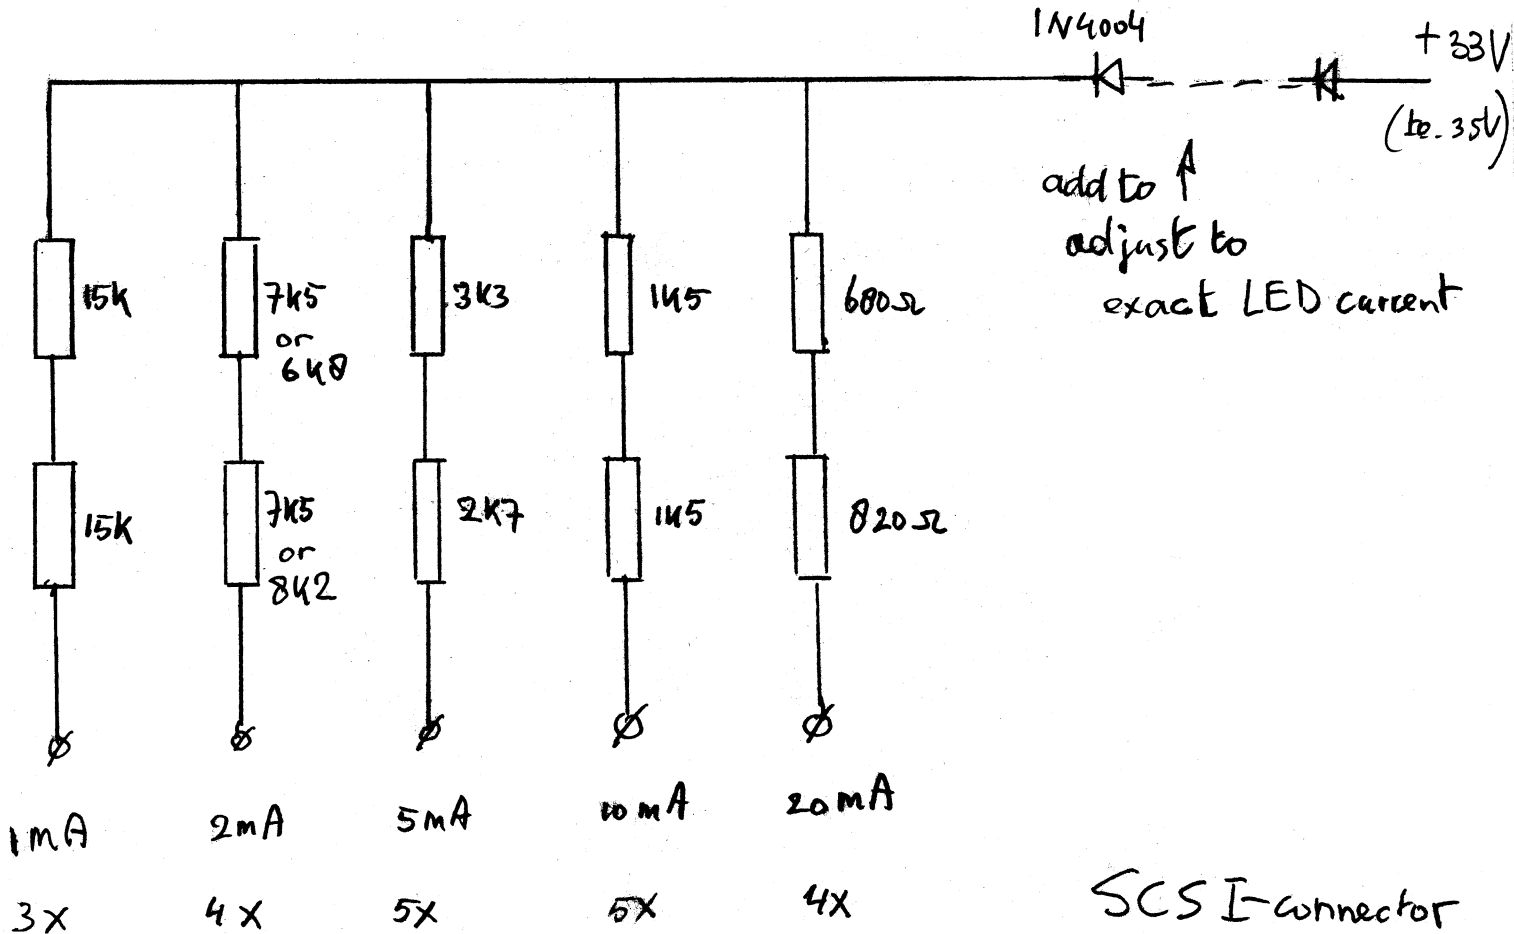 1N4004
+33V
(te. 35V)
add to
adjust to
exact LED current
15K
7K5
or
6K8
3K3
1K5
680Ω
15K
7K5
or
8K2
2K7
1K5
820Ω
1mA
2mA
5mA
10mA
20mA
3X
4X
5X
5X
4X
SCSI-connector